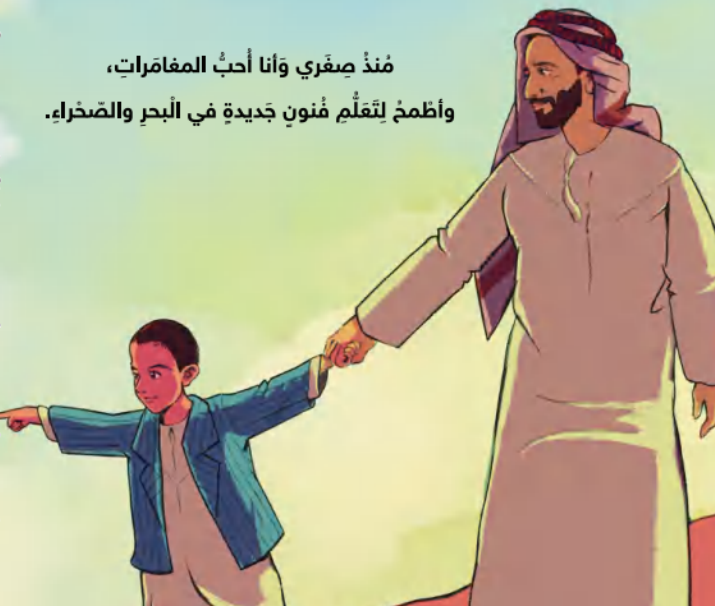 مُنذُ صِغَري وَأنا أُحبُّ المغامَراتِ،
وأطْمحُ لِتَعَلُّمِ فُنونٍ جَديدةٍ في الْبحرِ والصّحْراءِ.